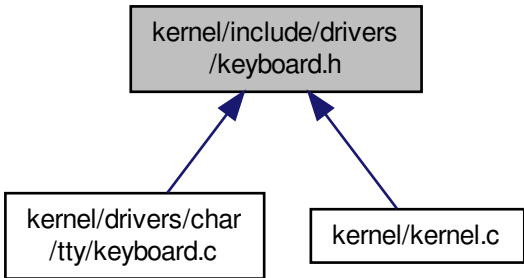 kernel/include/drivers
/keyboard.h
kernel/drivers/char
/tty/keyboard.c
kernel/kernel.c